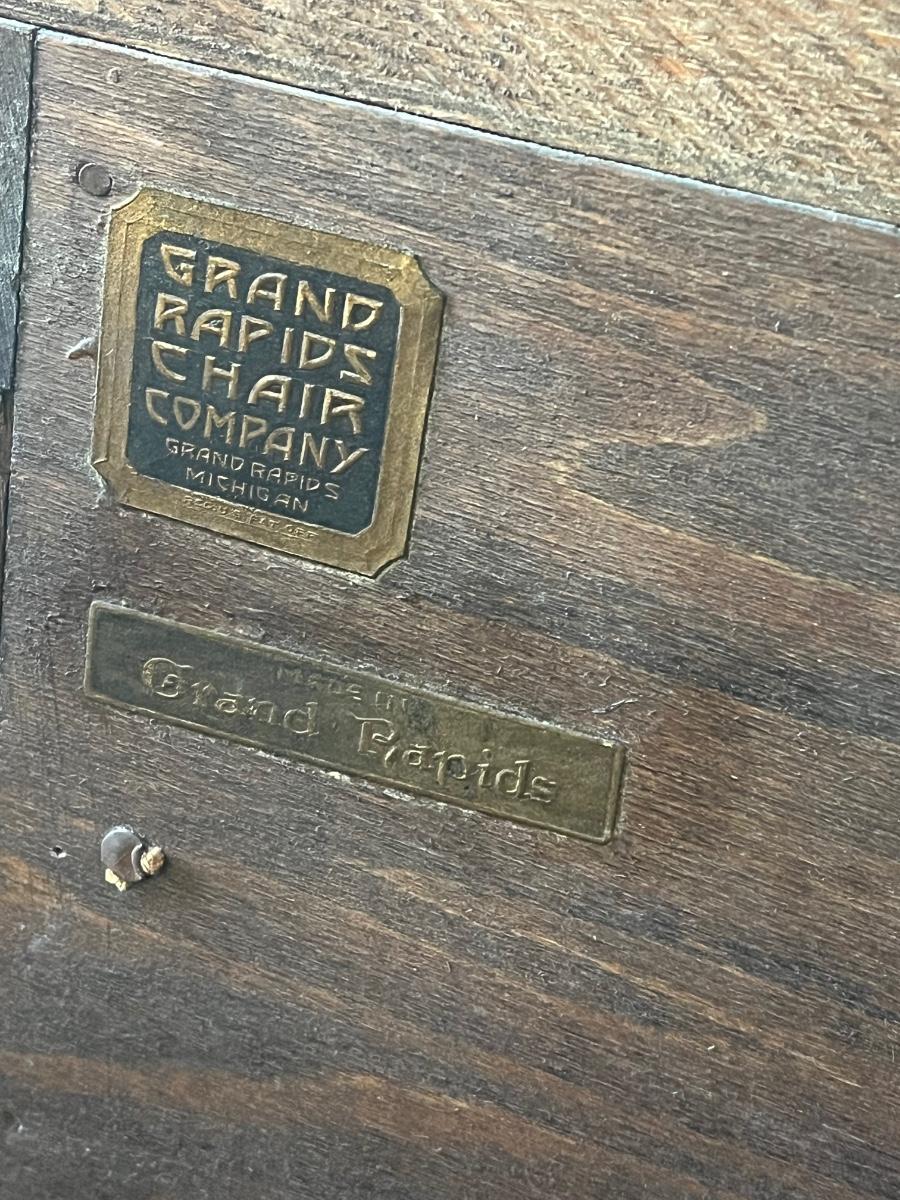 GRAND
RAPIDS
CHAIR
COMPANY
GRAND RAPIDS
MICHIGAN
REG. U.S. PAT. OFF.
MADE IN
Grand Rapids